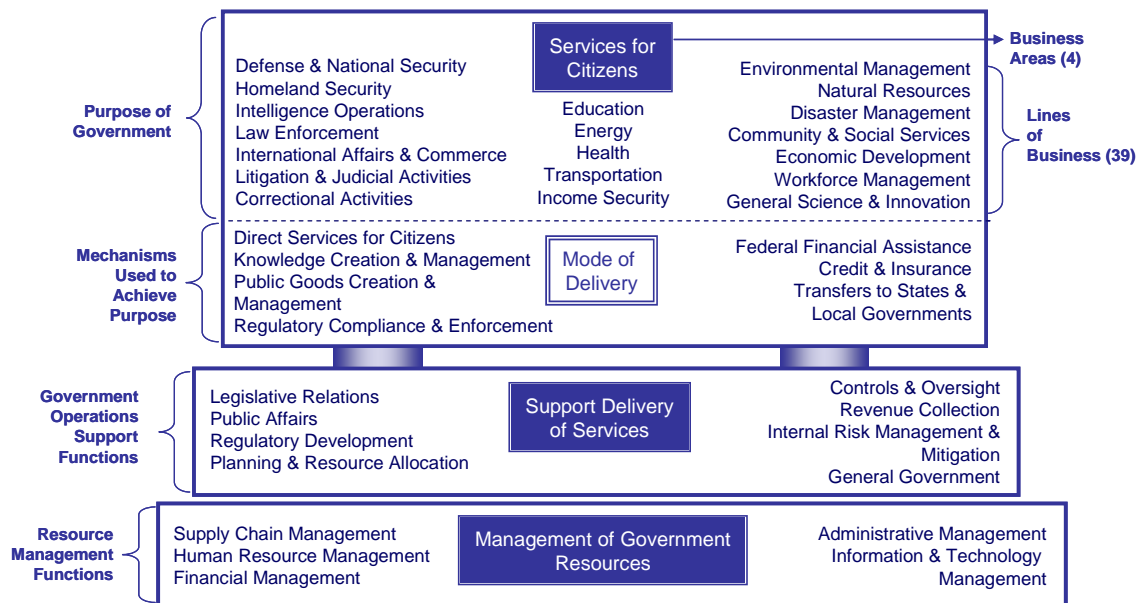 Services for
Citizens
Business
Areas (4)
Purpose of
Government
Defense & National Security
Homeland Security
Intelligence Operations
Law Enforcement
International Affairs & Commerce
Litigation & Judicial Activities
Correctional Activities
Education
Energy
Health
Transportation
Income Security
Environmental Management
Natural Resources
Disaster Management
Community & Social Services
Economic Development
Workforce Management
General Science & Innovation
Lines
of
Business (39)
Mechanisms
Used to
Achieve
Purpose
Direct Services for Citizens
Knowledge Creation & Management
Public Goods Creation &
Management
Regulatory Compliance & Enforcement
Mode of
Delivery
Federal Financial Assistance
Credit & Insurance
Transfers to States &
Local Governments
Government
Operations
Support
Functions
Legislative Relations
Public Affairs
Regulatory Development
Planning & Resource Allocation
Support Delivery
of Services
Controls & Oversight
Revenue Collection
Internal Risk Management &
Mitigation
General Government
Resource
Management
Functions
Supply Chain Management
Human Resource Management
Financial Management
Management of Government
Resources
Administrative Management
Information & Technology
Management